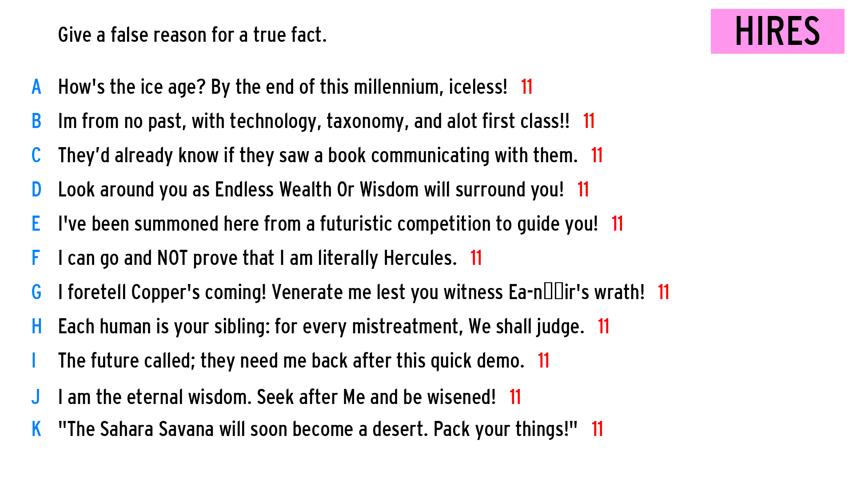 Give a false reason for a true fact.
HIRES
A How's the ice age? By the end of this millennium, iceless! 11
B Im from no past, with technology, taxonomy, and alot first class!! 11
C They'd already know if they saw a book communicating with them. 11
D Look around you as Endless Wealth Or Wisdom will surround you! 11
E I've been summoned here from a futuristic competition to guide you! 11
F I can go and NOT prove that I am literally Hercules. 11
G I foretell Copper's coming! Venerate me lest you witness Ea-n▯▯ir's wrath! 11
H Each human is your sibling: for every mistreatment, We shall judge. 11
I The future called; they need me back after this quick demo. 11
J I am the eternal wisdom. Seek after Me and be wisened! 11
K "The Sahara Savana will soon become a desert. Pack your things!" 11